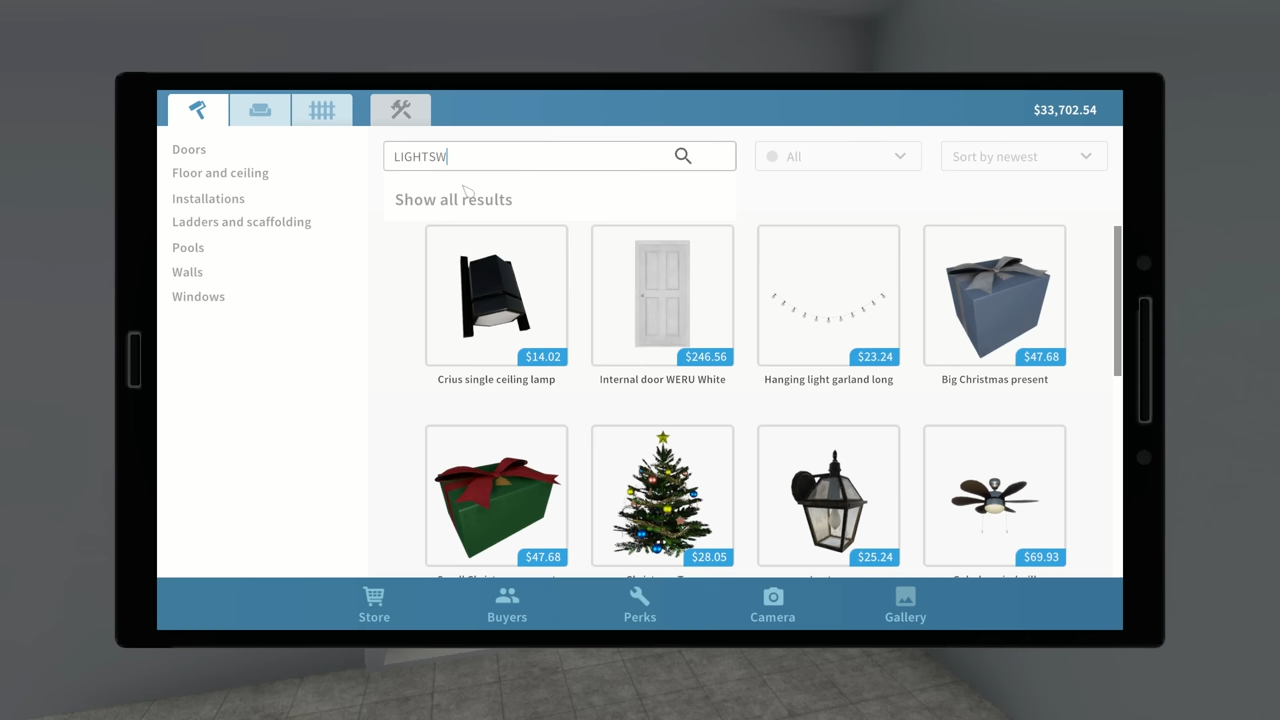 $33,702.54
Doors
Floor and ceiling
Installations
Ladders and scaffolding
Pools
Walls
Windows
LIGHTSW
All
Sort by newest
Show all results
$14.02
$246.56
$23.24
$47.68
Crius single ceiling lamp
Internal door WERU White
Hanging light garland long
Big Christmas present
$47.68
$28.05
$25.24
$69.93
Store
Buyers
Perks
Camera
Gallery